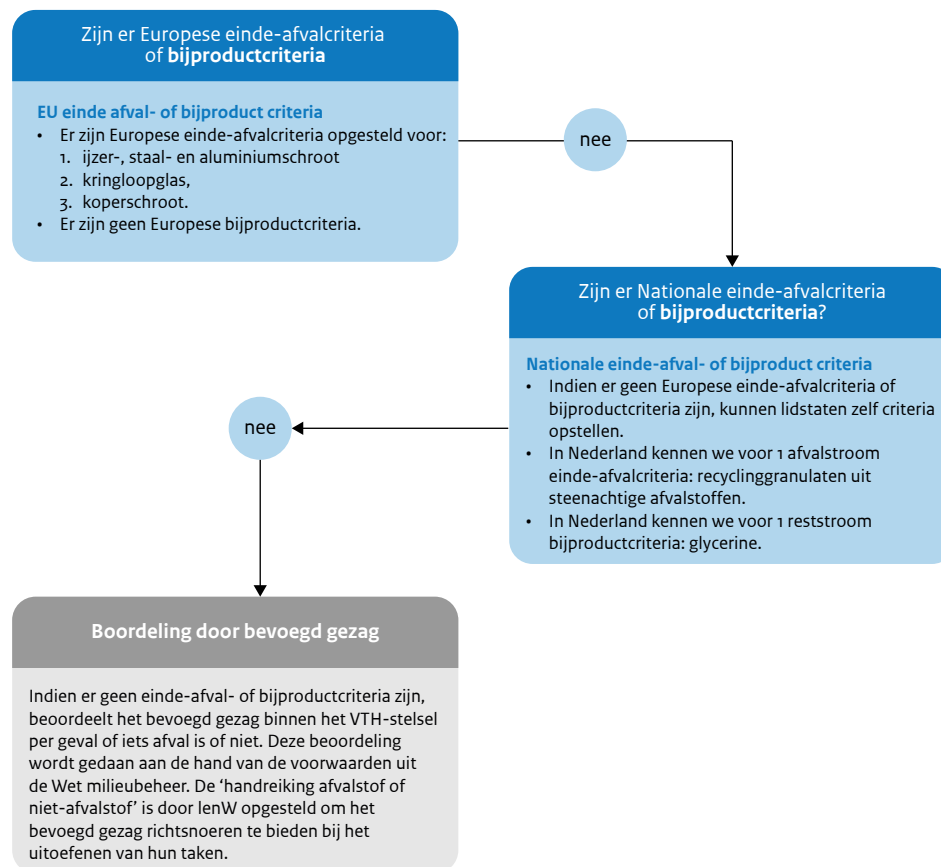 Zijn er Europese einde-afvalcriteria
of bijproductcriteria
EU einde afval- of bijproduct criteria
• Er zijn Europese einde-afvalcriteria opgesteld voor:
1. ijzer-, staal- en aluminiumschroot
2. kringloopglas,
3. koperschroot.
• Er zijn geen Europese bijproductcriteria.
nee
Zijn er Nationale einde-afvalcriteria
of bijproductcriteria?
Nationale einde-afval- of bijproduct criteria
• Indien er geen Europese einde-afvalcriteria of
bijproductcriteria zijn, kunnen lidstaten zelf criteria
opstellen.
• In Nederland kennen we voor 1 afvalstroom
einde-afvalcriteria: recyclinggranulaten uit
steenachtige afvalstoffen.
• In Nederland kennen we voor 1 reststroom
bijproductcriteria: glycerine.
nee
Boordeling door bevoegd gezag
Indien er geen einde-afval- of bijproductcriteria zijn,
beoordeelt het bevoegd gezag binnen het VTH-stelsel
per geval of iets afval is of niet. Deze beoordeling
wordt gedaan aan de hand van de voorwaarden uit
de Wet milieubeheer. De ‘handreiking afvalstof of
niet-afvalstof’ is door lenW opgesteld om het
bevoegd gezag richtsnoeren te bieden bij het
uitoefenen van hun taken.